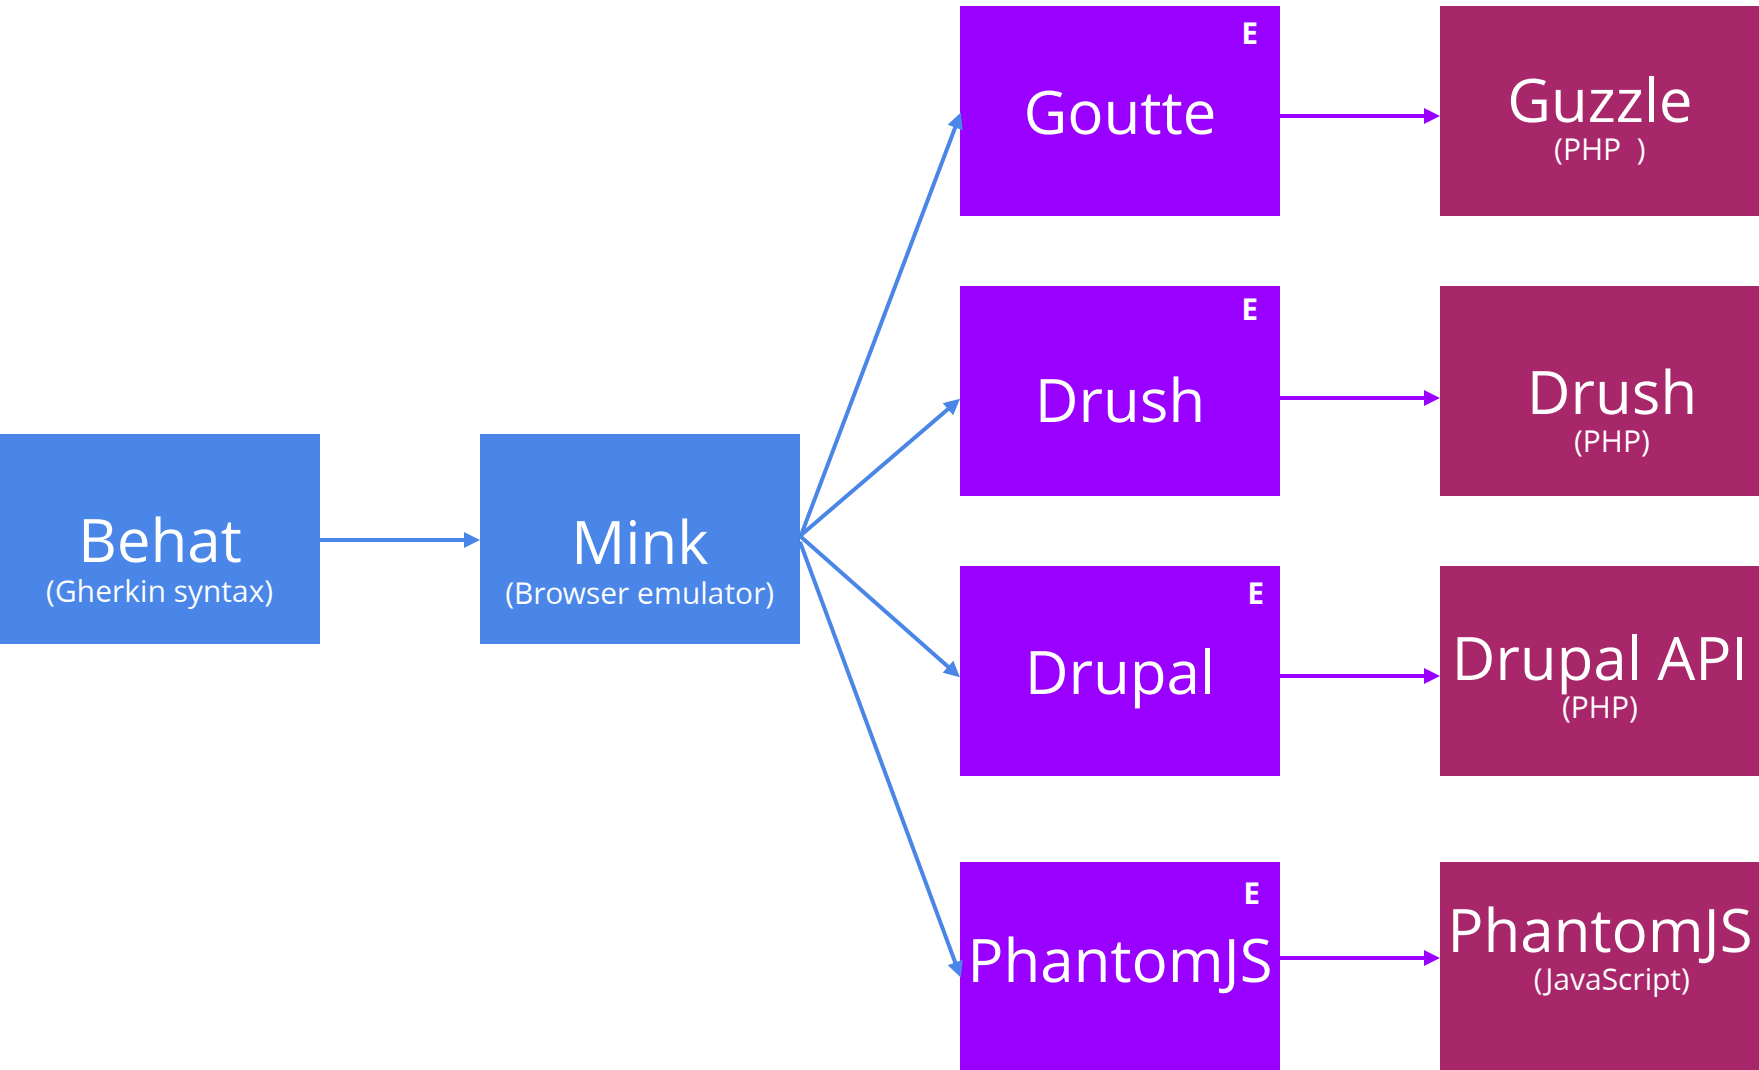 E
Goutte
Guzzle
(PHP  )
E
Drush
Drush
(PHP)
Behat
(Gherkin syntax)
Mink
(Browser emulator)
E
Drupal
Drupal API
(PHP)
E
PhantomJS
PhantomJS
(JavaScript)